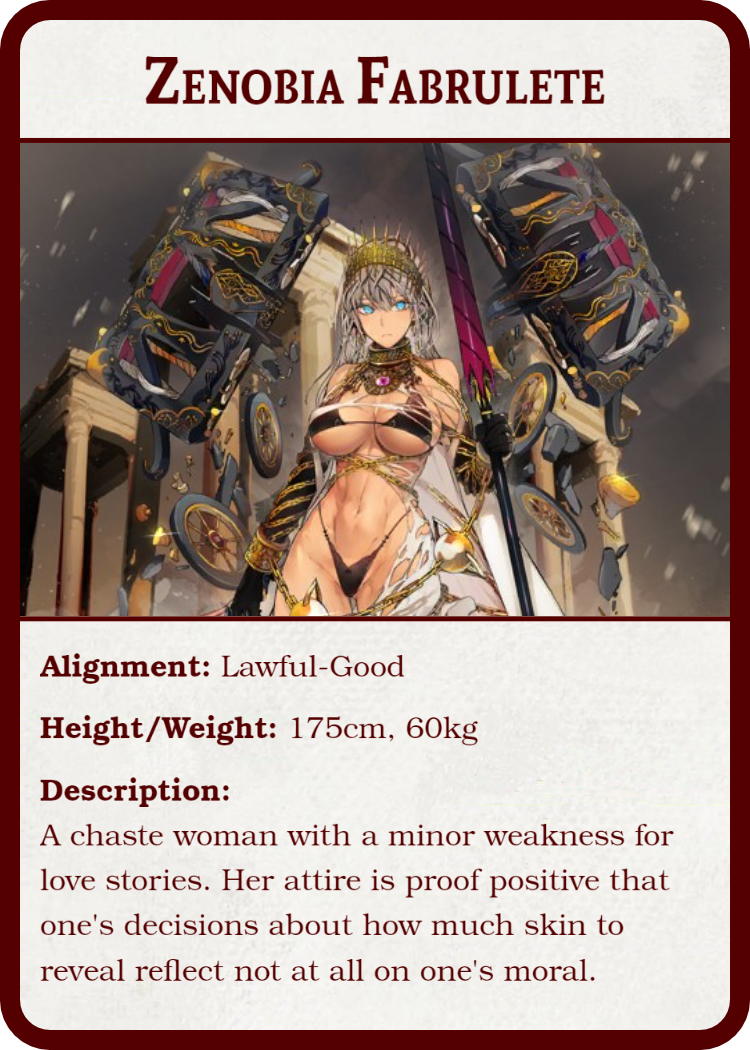 Zenobia Fabrulete
Alignment: Lawful-Good
Height/Weight: 175cm, 60kg
Description:
A chaste woman with a minor weakness for
love stories. Her attire is proof positive that
one's decisions about how much skin to
reveal reflect not at all on one's moral.